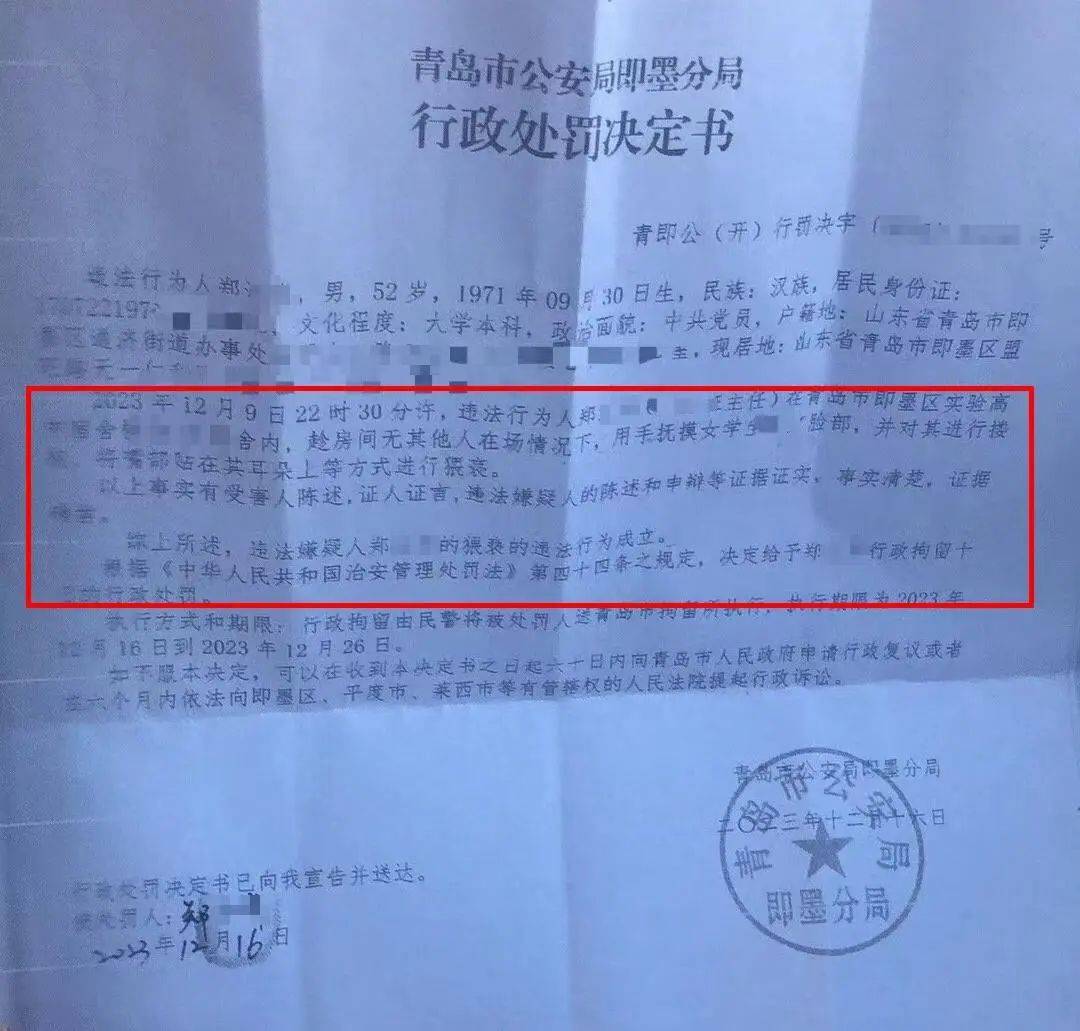 青岛市公安局即墨分局
行政处罚决定书
青即公（开）行罚决字（ 号
违法行为人郑 ，男，52岁，1971年09月30日生，民族：汉族，居民身份证：
，文化程度：大学本科，政治面貌：中共党员，户籍地：山东省青岛市即
墨区通济街道办事处 ，现居地：山东省青岛市即墨区盟
2023年12月9日22时30分许，违法行为人郑 班主任）在青岛市即墨区实验高
舍内，趁房间无其他人在场情况下，用手抚摸女学生 脸部，并对其进行搂
将嘴部贴在其耳朵上等方式进行猥亵。
以上事实有受害人陈述，证人证言，违法嫌疑人的陈述和申辩等证据证实，事实清楚，证据
综上所述，违法嫌疑人郑 的猥亵的违法行为成立。
根据《中华人民共和国治安管理处罚法》第四十四条之规定，决定给予郑 行政拘留十
的行政处罚。
执行方式和期限：行政拘留由民警将被处罚人送青岛市拘留所执行，执行期限为2023年
12月16日到2023年12月26日。
如不服本决定，可以在收到本决定书之日起六十日内向青岛市人民政府申请行政复议或者
在六个月内依法向即墨区、平度市、莱西市等有管辖权的人民法院提起行政诉讼。
青岛市公安局即墨分局
二〇二三年十二月十六日
青岛市公安局
即墨分局
行政处罚决定书已向我宣告并送达。
被处罚人：郑
2023年12月16日